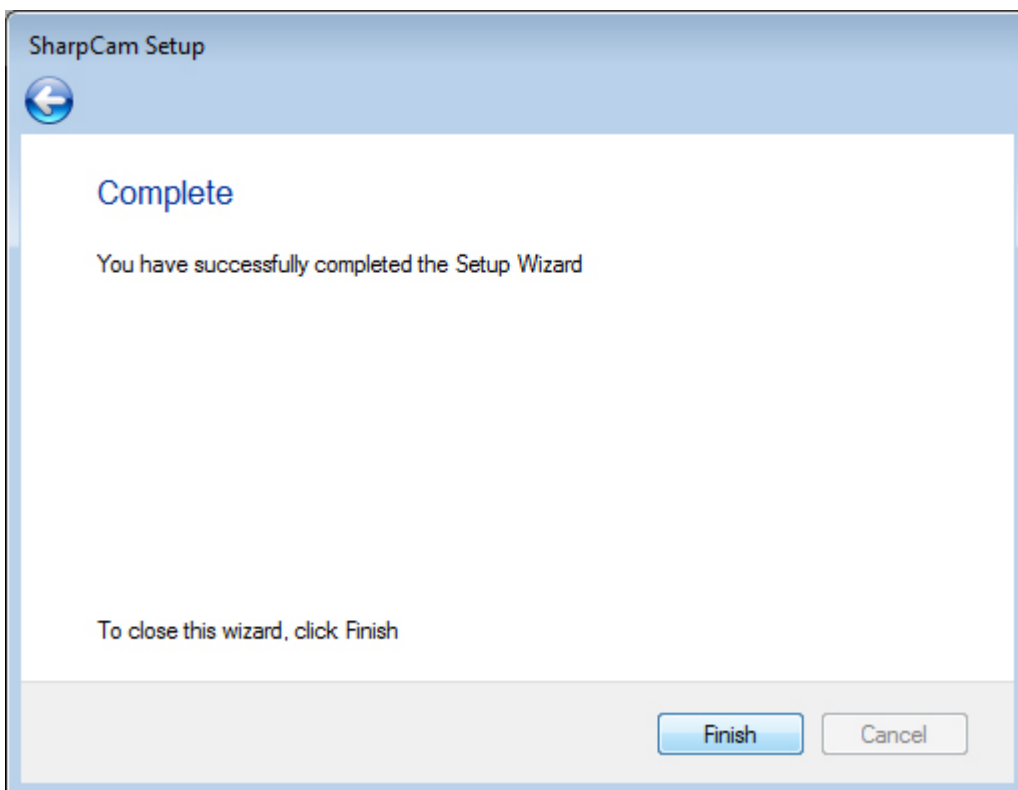 SharpCam Setup
Complete
You have successfully completed the Setup Wizard
To close this wizard, click Finish
Finish
Cancel